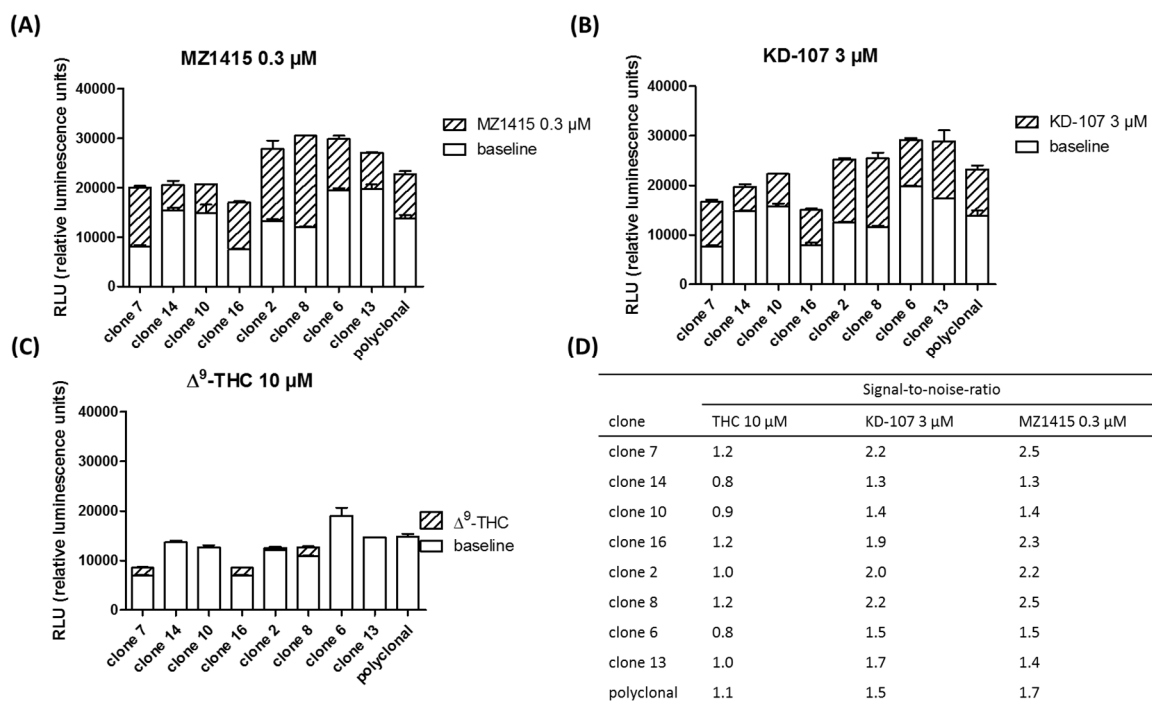 (A)
MZ1415 0.3 µM
RLU (relative luminescence units)
40000
30000
20000
10000
0
MZ1415 0.3 µM
baseline
clone 7
clone 14
clone 10
clone 16
clone 2
clone 8
clone 6
clone 13
polyclonal
(B)
KD-107 3 µM
RLU (relative luminescence units)
40000
30000
20000
10000
0
KD-107 3 µM
baseline
clone 7
clone 14
clone 10
clone 16
clone 2
clone 8
clone 6
clone 13
polyclonal
(C)
Δ⁹-THC 10 µM
RLU (relative luminescence units)
40000
30000
20000
10000
0
Δ⁹-THC
baseline
clone 7
clone 14
clone 10
clone 16
clone 2
clone 8
clone 6
clone 13
polyclonal
(D)
Signal-to-noise-ratio
clone THC 10 µM KD-107 3 µM MZ1415 0.3 µM
clone 7 1.2 2.2 2.5
clone 14 0.8 1.3 1.3
clone 10 0.9 1.4 1.4
clone 16 1.2 1.9 2.3
clone 2 1.0 2.0 2.2
clone 8 1.2 2.2 2.5
clone 6 0.8 1.5 1.5
clone 13 1.0 1.7 1.4
polyclonal 1.1 1.5 1.7